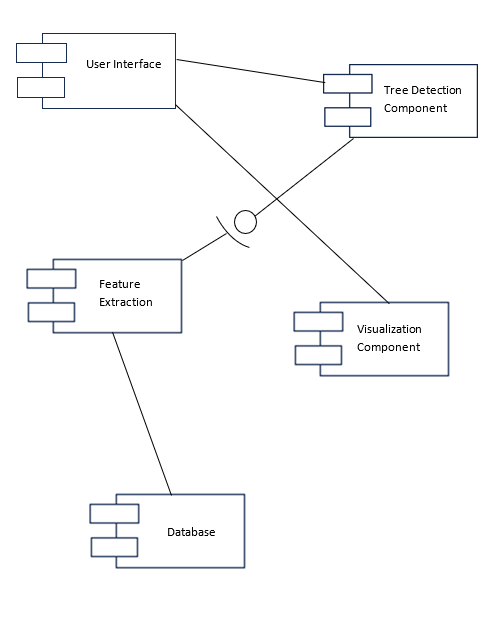 User Interface
Tree Detection
Component
Feature
Extraction
Visualization
Component
Database